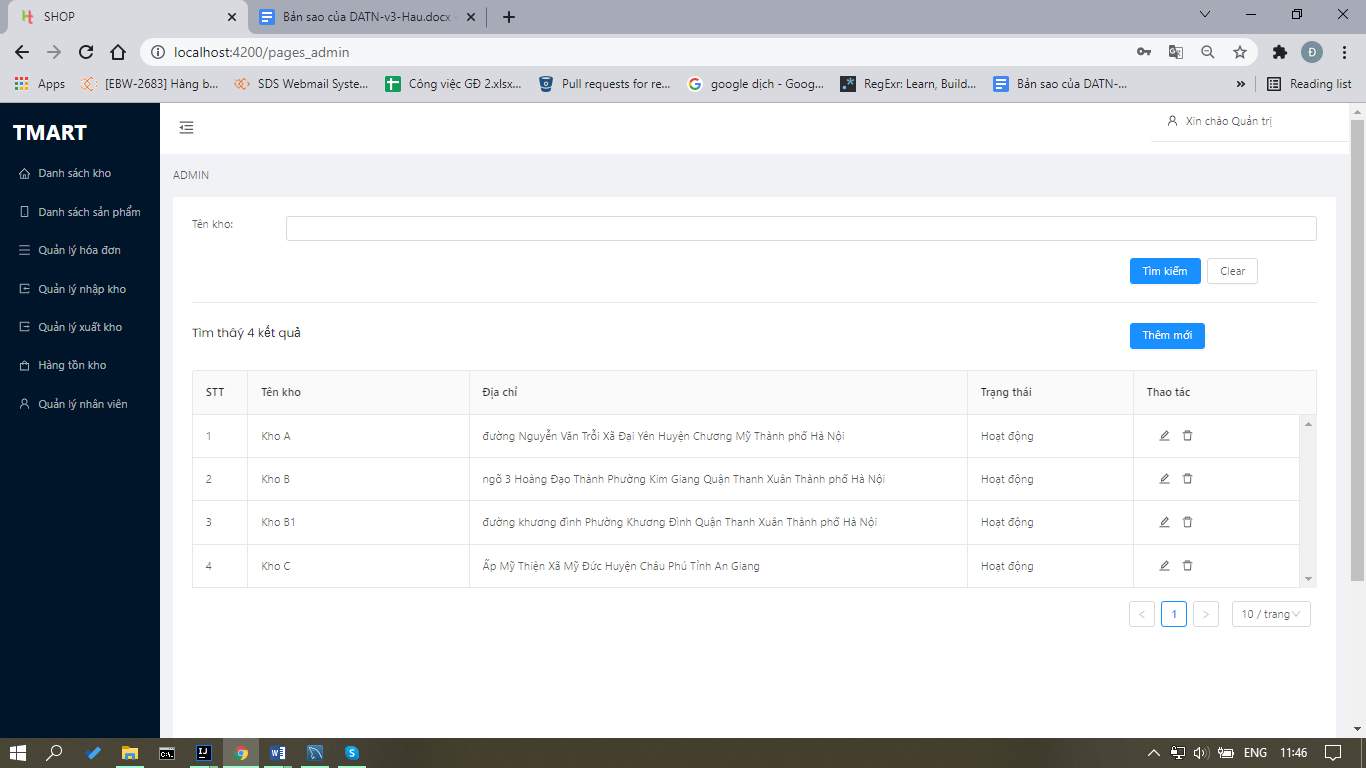 SHOP
Bản sao của DATN-v3-Hau.docx -
localhost:4200/pages_admin
Đ
Apps
[EBW-2683] Hàng b...
SDS Webmail Syste...
Công việc GĐ 2.xlsx...
Pull requests for re...
google dịch - Goog...
RegExr: Learn, Build...
Bản sao của DATN-...
Reading list
TMART
Xin chào Quản trị
Danh sách kho
Danh sách sản phẩm
Quản lý hóa đơn
Quản lý nhập kho
Quản lý xuất kho
Hàng tồn kho
Quản lý nhân viên
ADMIN
Tên kho:
Tìm kiếm
Clear
Tìm thấy 4 kết quả
Thêm mới
STT Tên kho Địa chỉ Trạng thái Thao tác
1 Kho A đường Nguyễn Văn Trỗi Xã Đại Yên Huyện Chương Mỹ Thành phố Hà Nội Hoạt động
2 Kho B ngõ 3 Hoàng Đạo Thành Phường Kim Giang Quận Thanh Xuân Thành phố Hà Nội Hoạt động
3 Kho B1 đường khương đình Phường Khương Đình Quận Thanh Xuân Thành phố Hà Nội Hoạt động
4 Kho C Ấp Mỹ Thiện Xã Mỹ Đức Huyện Châu Phú Tỉnh An Giang Hoạt động
< 1 > 10 / trang
ENG
11:46